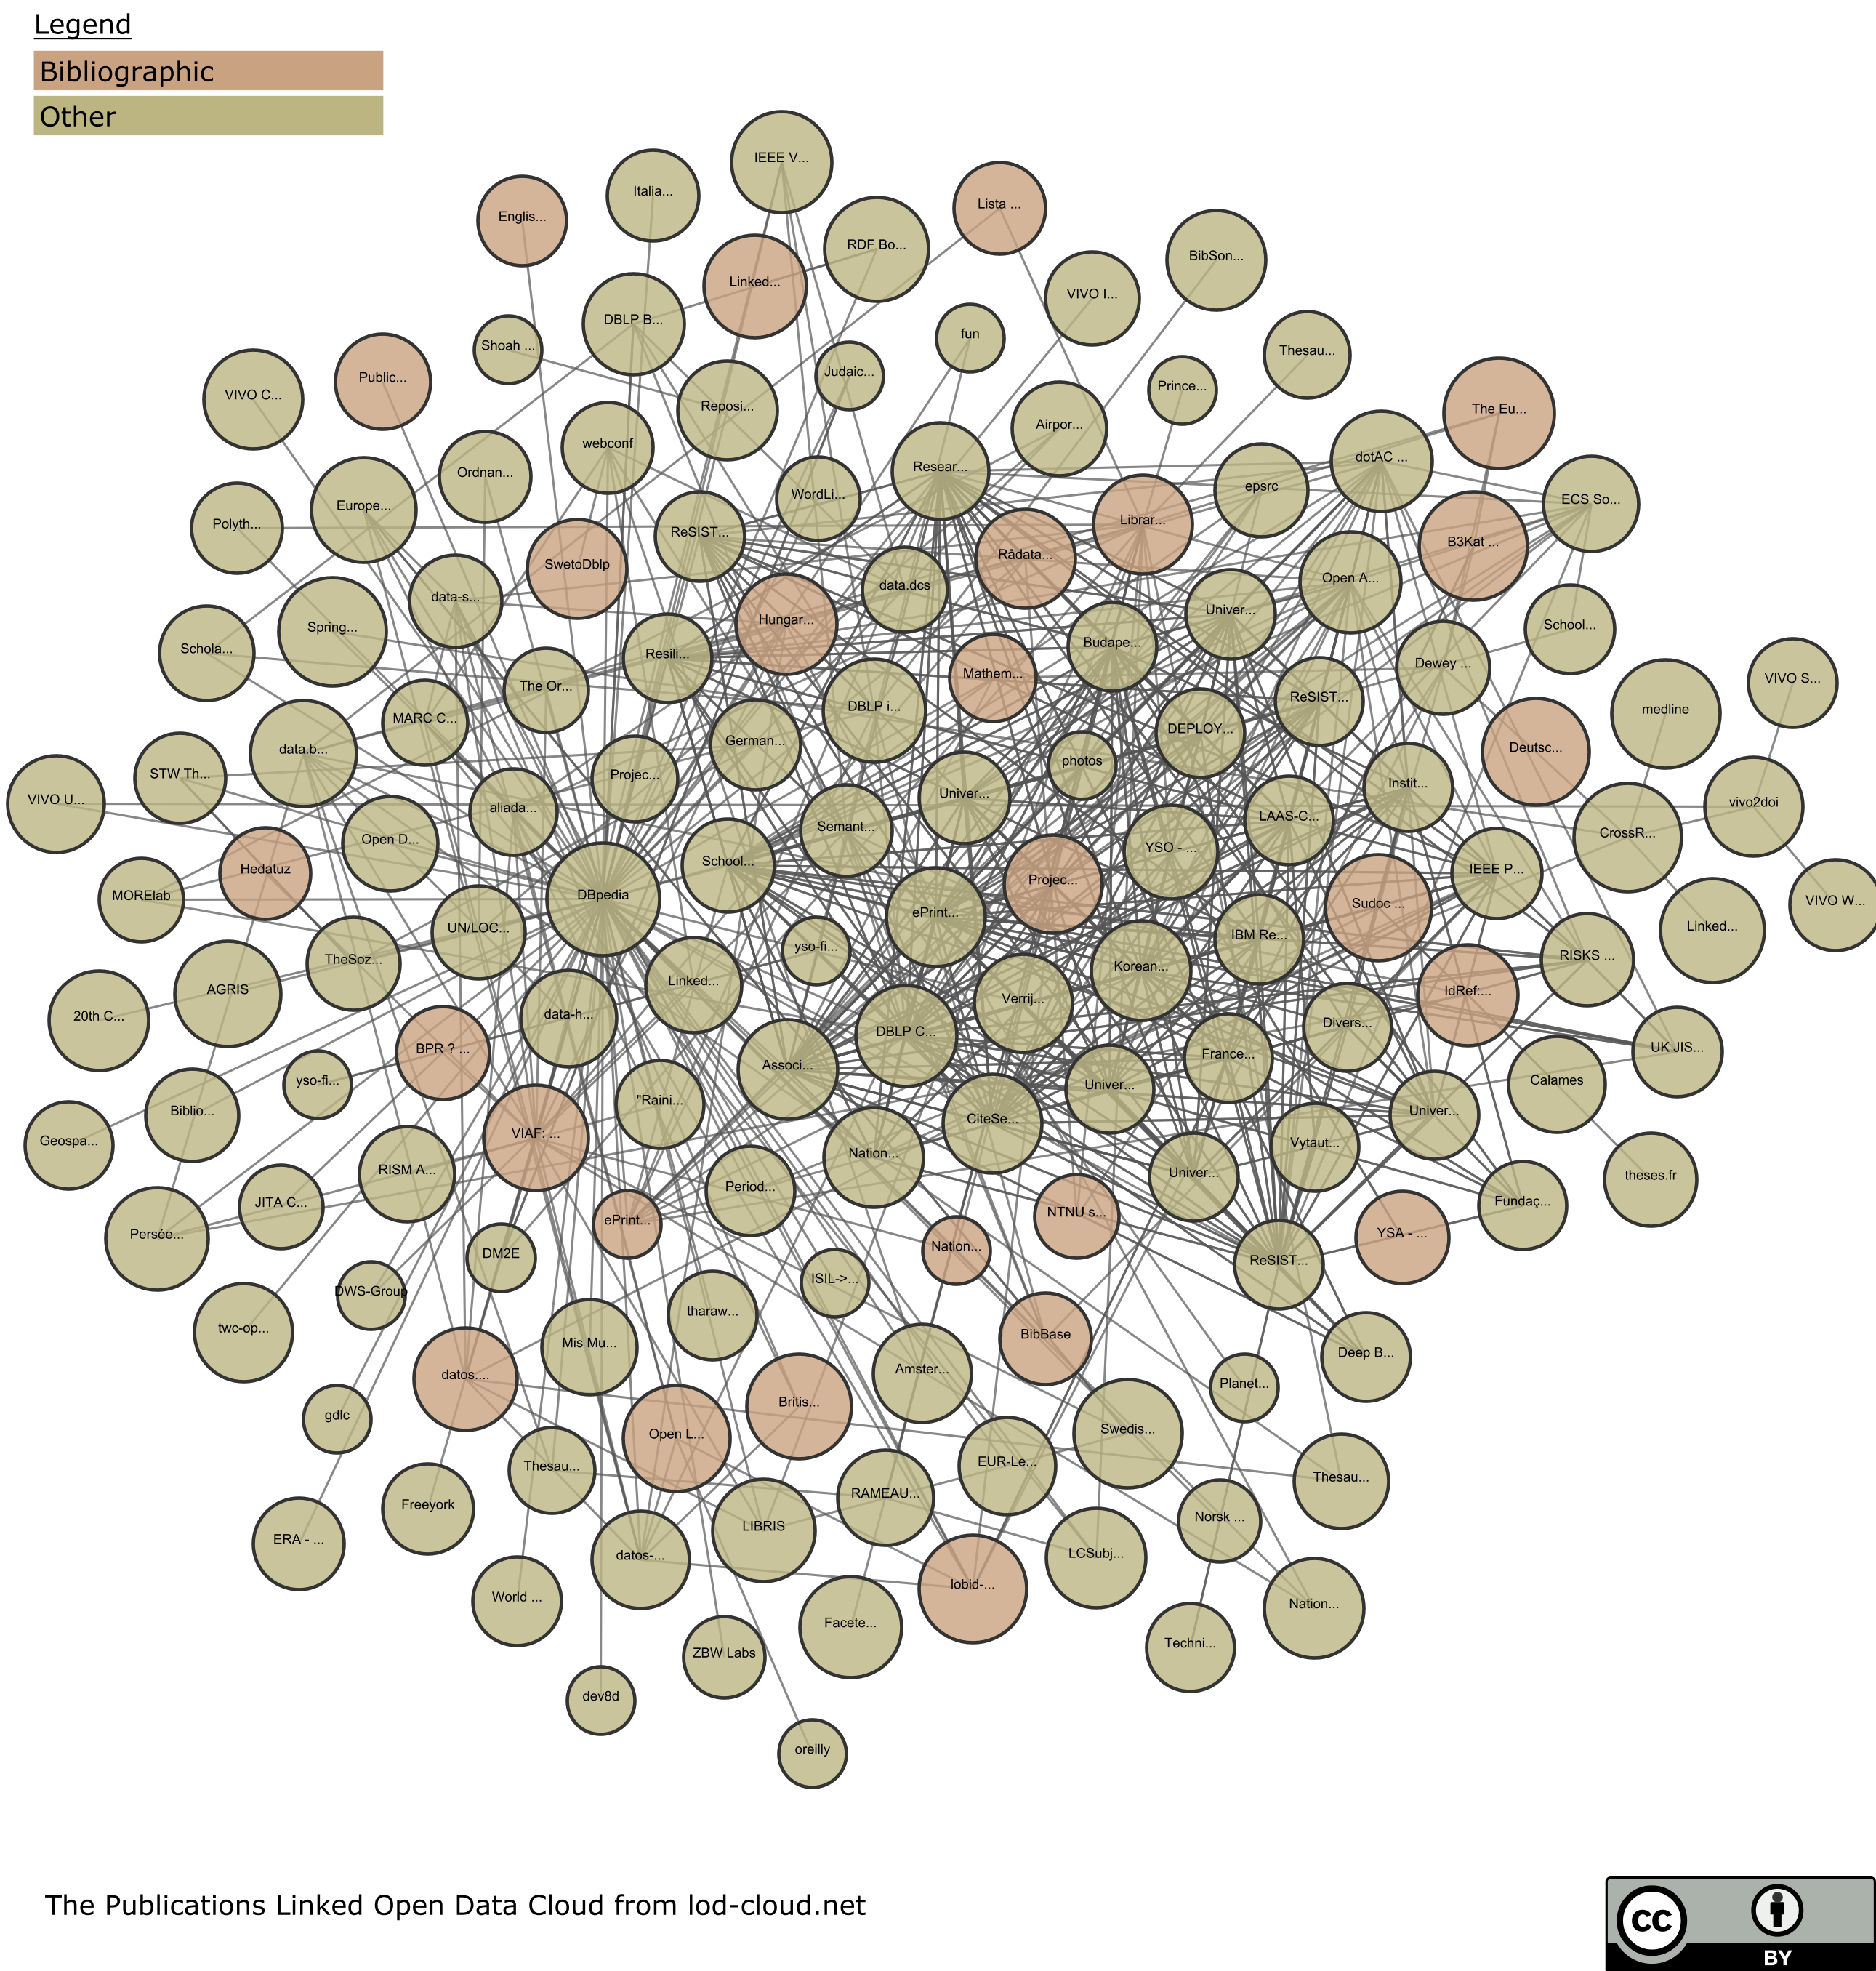 Legend
Bibliographic
Other
IEEE V...
Italia...
Englis...
Lista ...
RDF Bo...
BibSon...
Linked...
VIVO I...
DBLP B...
fun
Shoah ...
Thesau...
Judaic...
Public...
Prince...
VIVO C...
Reposi...
The Eu...
Airpor...
webconf
dotAC ...
Resear...
Ordnan...
epsrc
WordLi...
ECS So...
Europe...
Librar...
Polyth...
ReSIST...
B3Kat ...
Rådata...
SwetoDblp
Open A...
data.dcs
data-s...
Univer...
Hungar...
Spring...
School...
Budape...
Schola...
Resili...
Dewey ...
Mathem...
VIVO S...
The Or...
ReSIST...
DBLP i...
medline
MARC C...
DEPLOY...
German...
data.b...
Deutsc...
photos
STW Th...
Projec...
Instit...
Univer...
VIVO U...
vivo2doi
aliada...
LAAS-C...
Semant...
CrossR...
Open D...
YSO - ...
School...
Hedatuz
IEEE P...
Projec...
MORElab
DBpedia
VIVO W...
Sudoc ...
ePrint...
Linked...
UN/LOC...
IBM Re...
yso-fi...
RISKS ...
TheSoz...
Korean...
Linked...
AGRIS
IdRef:...
Verrij...
data-h...
20th C...
Divers...
DBLP C...
BPR ? ...
UK JIS...
France...
Associ...
yso-fi...
Calames
Univer...
"Raini...
Biblio...
Univer...
CiteSe...
VIAF: ...
Geospa...
Vytaut...
Nation...
RISM A...
Univer...
theses.fr
Period...
JITA C...
Fundaç...
NTNU s...
ePrint...
Persée...
YSA - ...
Nation...
DM2E
ReSIST...
ISIL->...
DWS-Group
tharaw...
twc-op...
BibBase
Mis Mu...
Deep B...
Amster...
datos....
Planet...
Britis...
gdlc
Swedis...
Open L...
EUR-Le...
Thesau...
Thesau...
RAMEAU...
Freeyork
Norsk ...
LIBRIS
ERA - ...
LCSubj...
datos-...
lobid-...
World ...
Nation...
Facete...
Techni...
ZBW Labs
dev8d
oreilly
The Publications Linked Open Data Cloud from lod-cloud.net
cc
BY